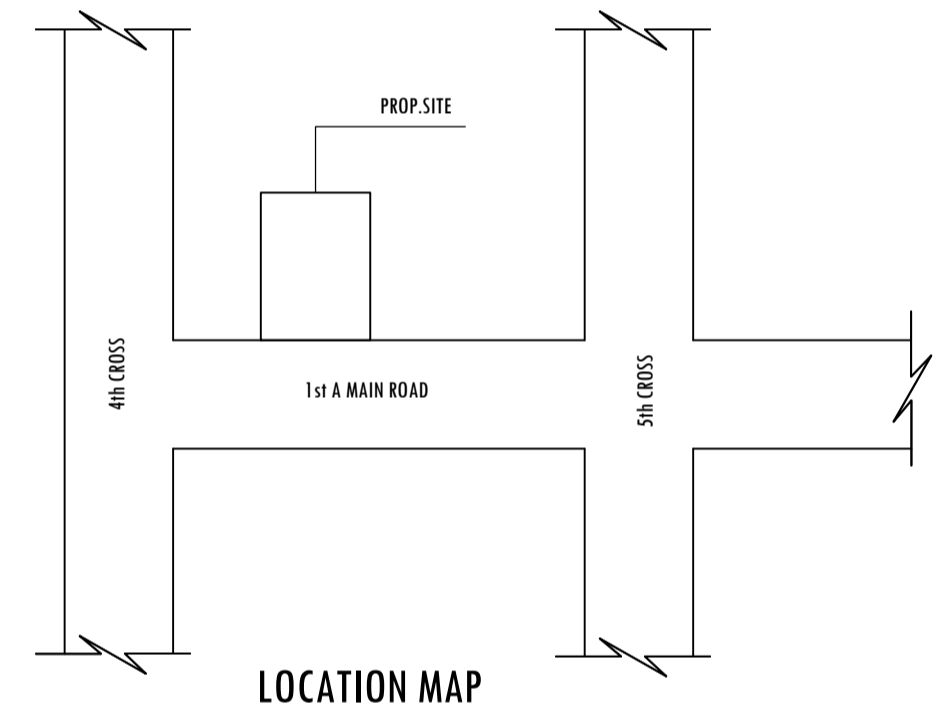 PROP.SITE
4th CROSS
1st A MAIN ROAD
5th CROSS
LOCATION MAP